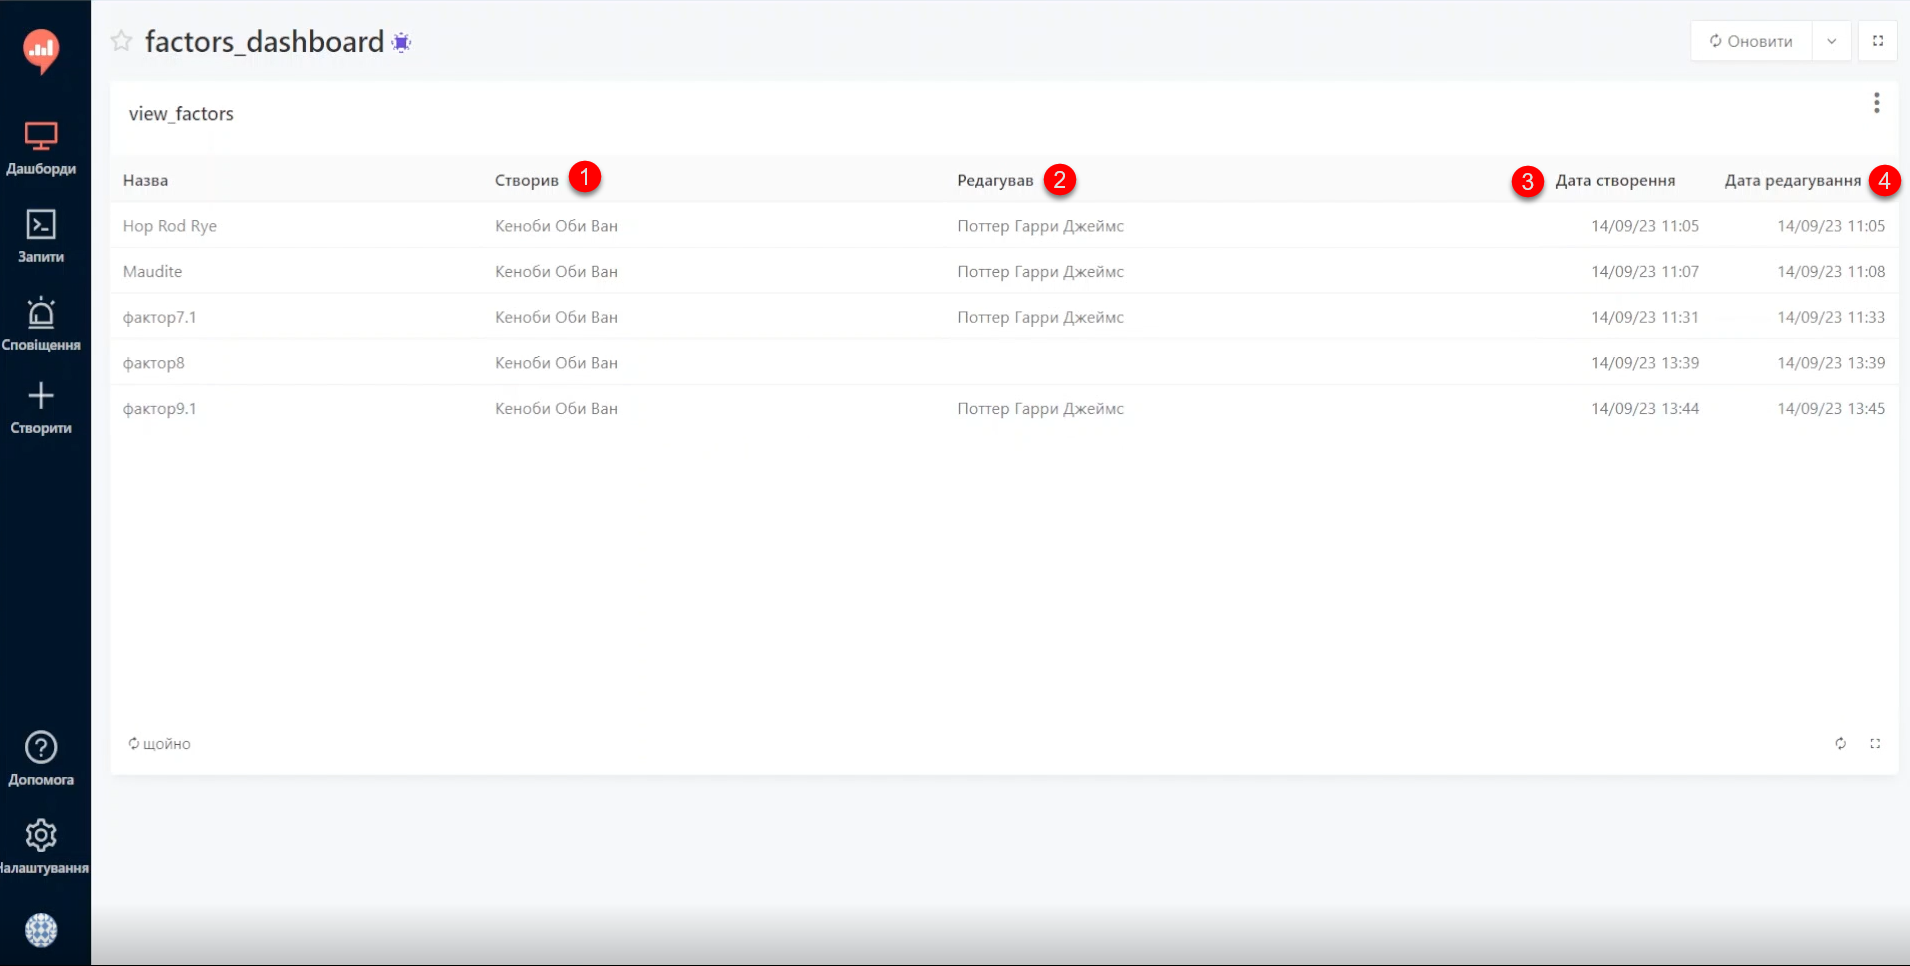 factors_dashboard
Оновити
view_factors
Назва Створив 1 Редагував 2 3 Дата створення Дата редагування 4
Hop Rod Rye Кеноби Оби Ван Поттер Гарри Джеймс 14/09/23 11:05 14/09/23 11:05
Maudite Кеноби Оби Ван Поттер Гарри Джеймс 14/09/23 11:07 14/09/23 11:08
фактор7.1 Кеноби Оби Ван Поттер Гарри Джеймс 14/09/23 11:31 14/09/23 11:33
фактор8 Кеноби Оби Ван 14/09/23 13:39 14/09/23 13:39
фактор9.1 Кеноби Оби Ван Поттер Гарри Джеймс 14/09/23 13:44 14/09/23 13:45
щойно
Дашборди
Запити
Сповіщення
Створити
Допомога
Налаштування